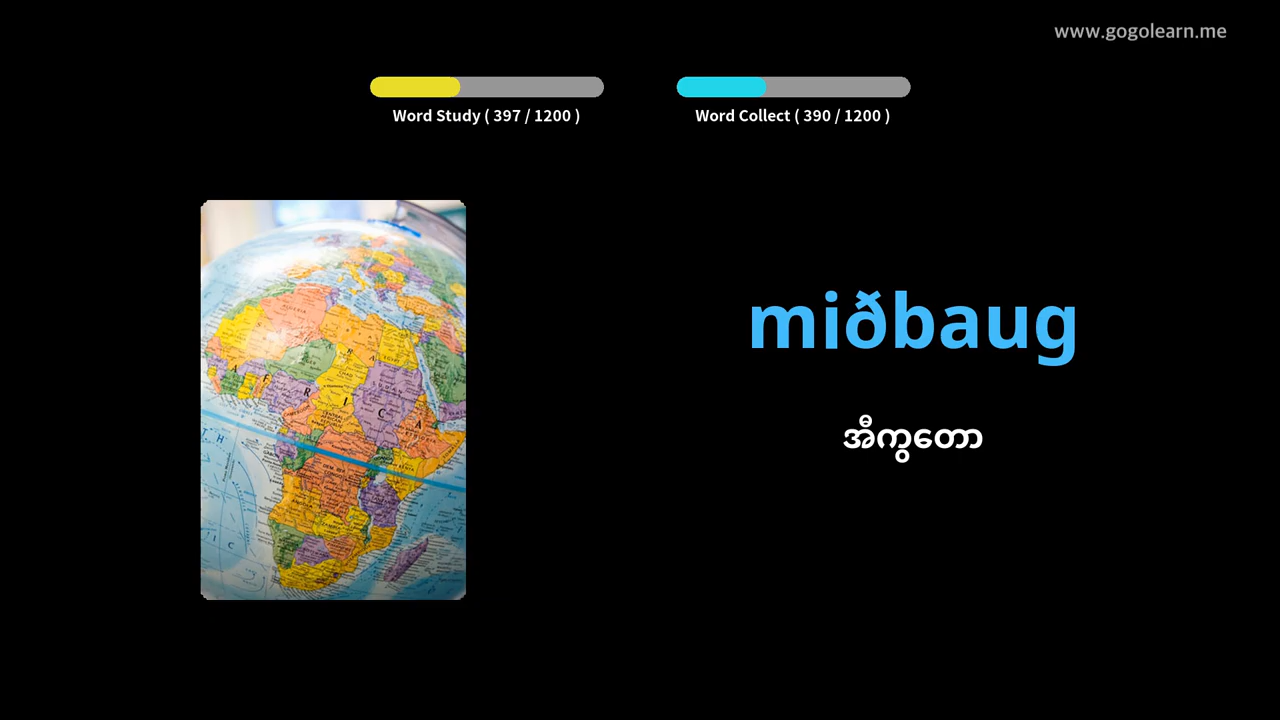 www.gogolearn.me
Word Study ( 397 / 1200 )
Word Collect ( 390 / 1200 )
A F R I C A
miðbaug
အီကွတော